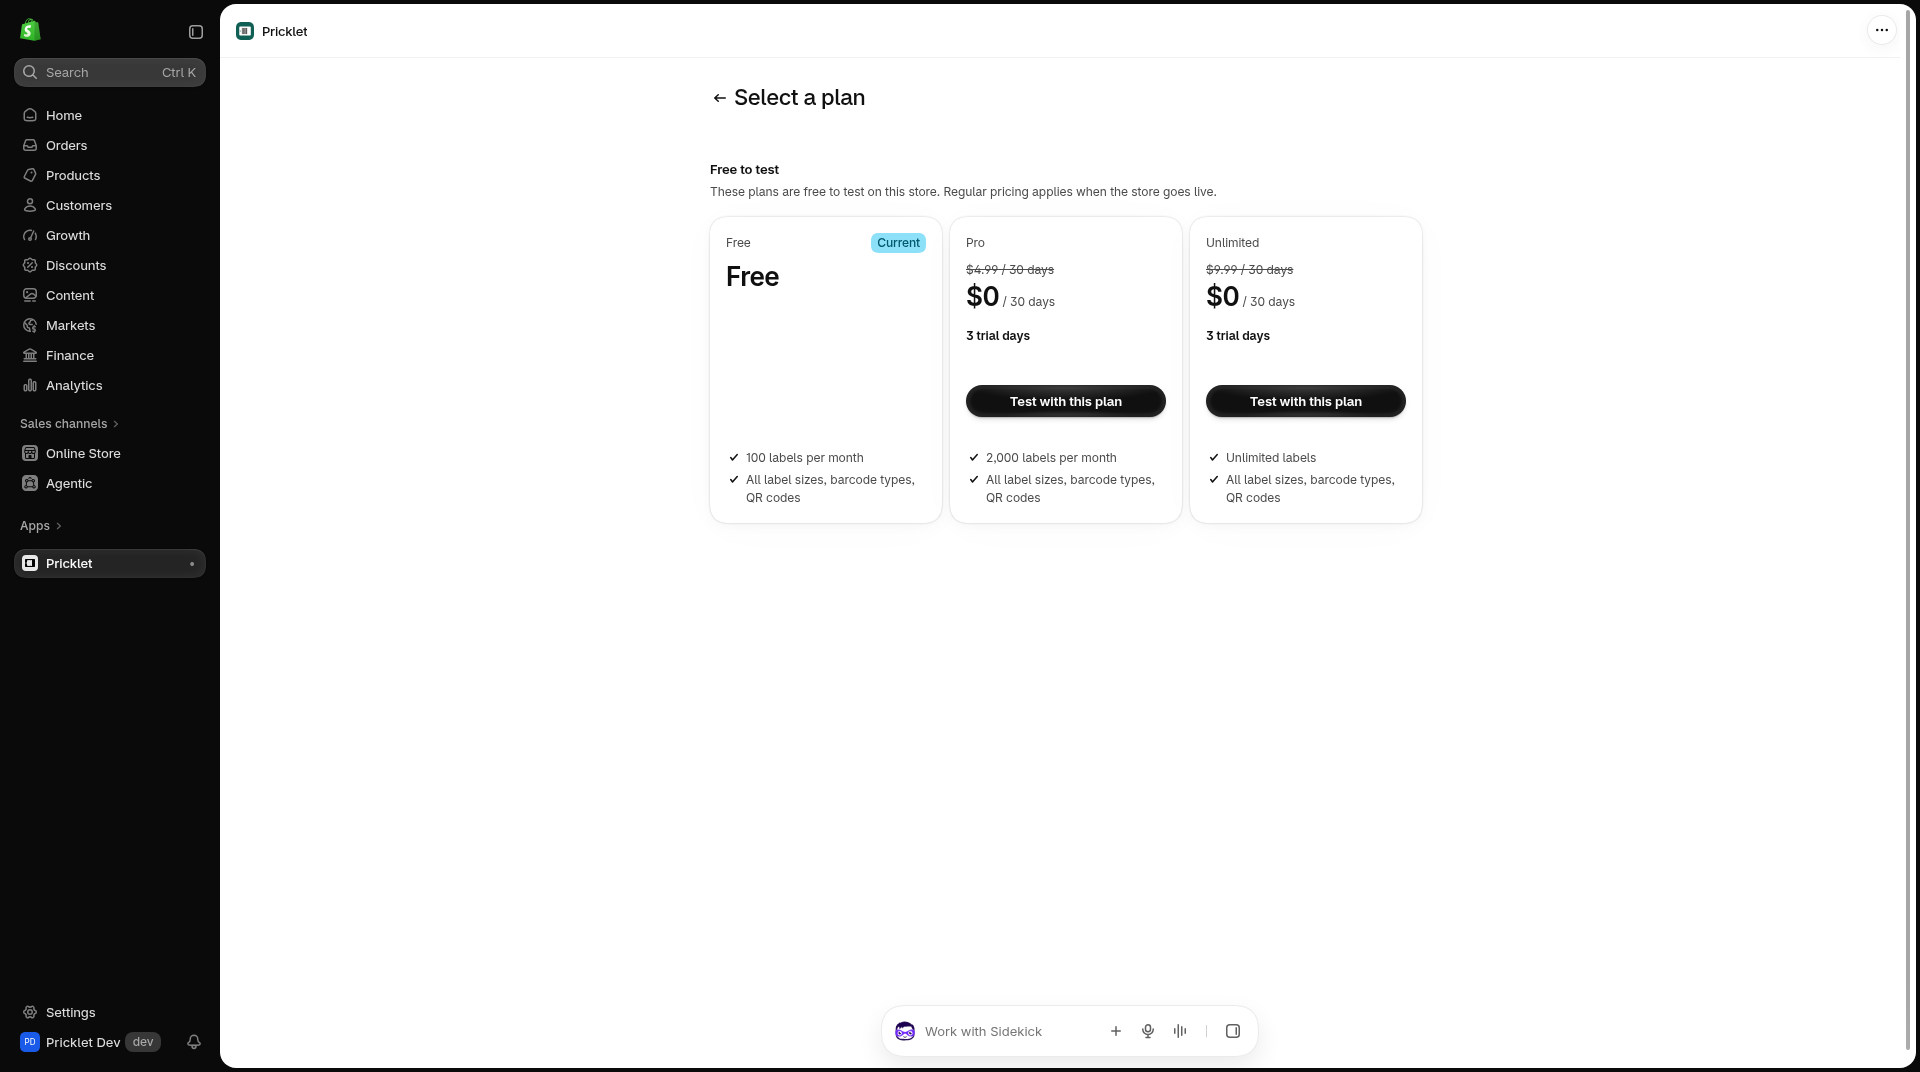 Search Ctrl K
Home
Orders
Products
Customers
Growth
Discounts
Content
Markets
Finance
Analytics
Sales channels
Online Store
Agentic
Apps
Pricklet
Settings
PD Pricklet Dev dev
Pricklet
Select a plan
Free to test
These plans are free to test on this store. Regular pricing applies when the store goes live.
Free Current
Free
100 labels per month
All label sizes, barcode types,
QR codes
Pro
$4.99 / 30 days
$0 / 30 days
3 trial days
Test with this plan
2,000 labels per month
All label sizes, barcode types,
QR codes
Unlimited
$9.99 / 30 days
$0 / 30 days
3 trial days
Test with this plan
Unlimited labels
All label sizes, barcode types,
QR codes
Work with Sidekick